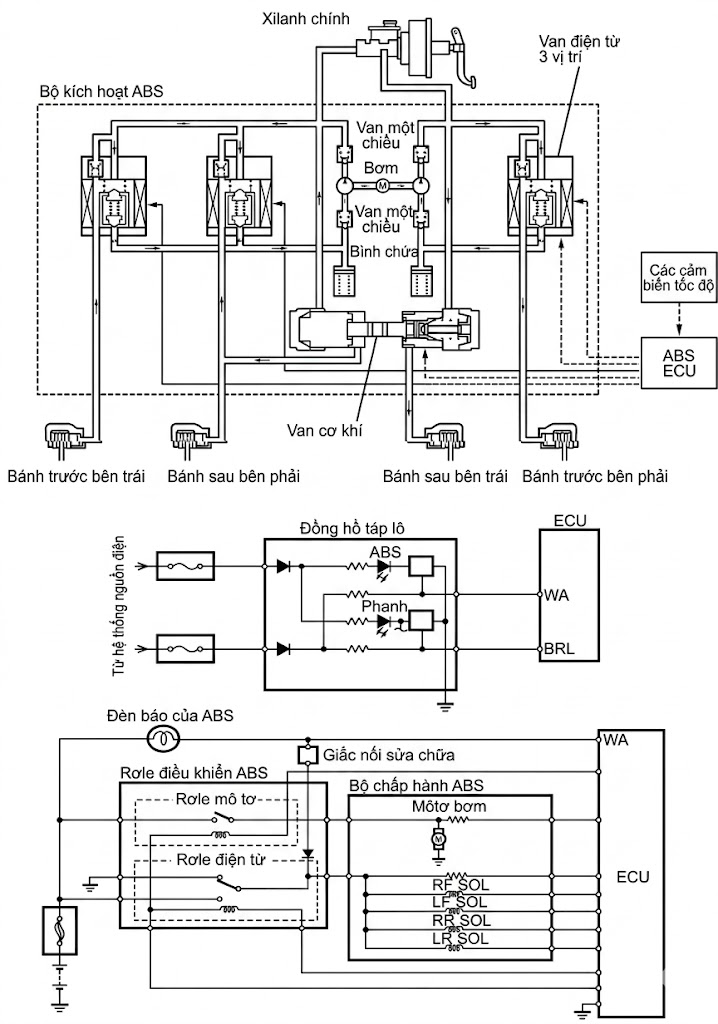 Xilanh chính
Van điện từ
3 vị trí
Bộ kích hoạt ABS
Van một
chiều
Bơm
M
Van một
chiều
Bình chứa
Các cảm
biến tốc độ
ABS
ECU
Van cơ khí
Bánh trước bên trái
Bánh sau bên phải
Bánh sau bên trái
Bánh trước bên phải
Từ hệ thống nguồn điện
Đồng hồ táp lô
ECU
ABS
WA
Phanh
BRL
Đèn báo của ABS
WA
Giắc nối sửa chữa
Rơle điều khiển ABS
Bộ chấp hành ABS
Rơle mô tơ
Môtơ bơm
M
Rơle điện từ
ECU
RF SOL
LF SOL
RR SOL
LR SOL